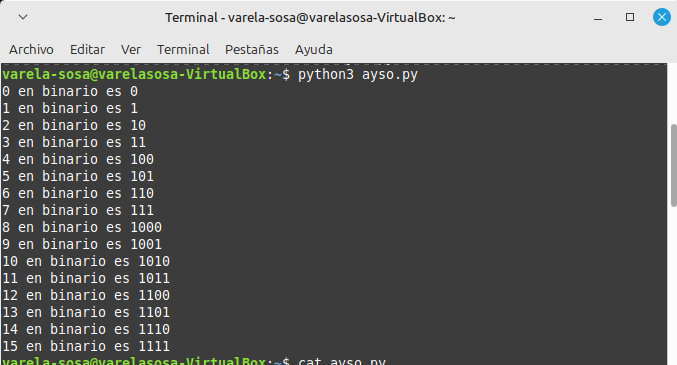 Terminal - varela-sosa@varelasosa-VirtualBox: ~
Archivo Editar Ver Terminal Pestañas Ayuda
varela-sosa@varelasosa-VirtualBox:~$ python3 ayso.py
0 en binario es 0
1 en binario es 1
2 en binario es 10
3 en binario es 11
4 en binario es 100
5 en binario es 101
6 en binario es 110
7 en binario es 111
8 en binario es 1000
9 en binario es 1001
10 en binario es 1010
11 en binario es 1011
12 en binario es 1100
13 en binario es 1101
14 en binario es 1110
15 en binario es 1111
varela-sosa@varelasosa-VirtualBox:~$ cat ayso.py